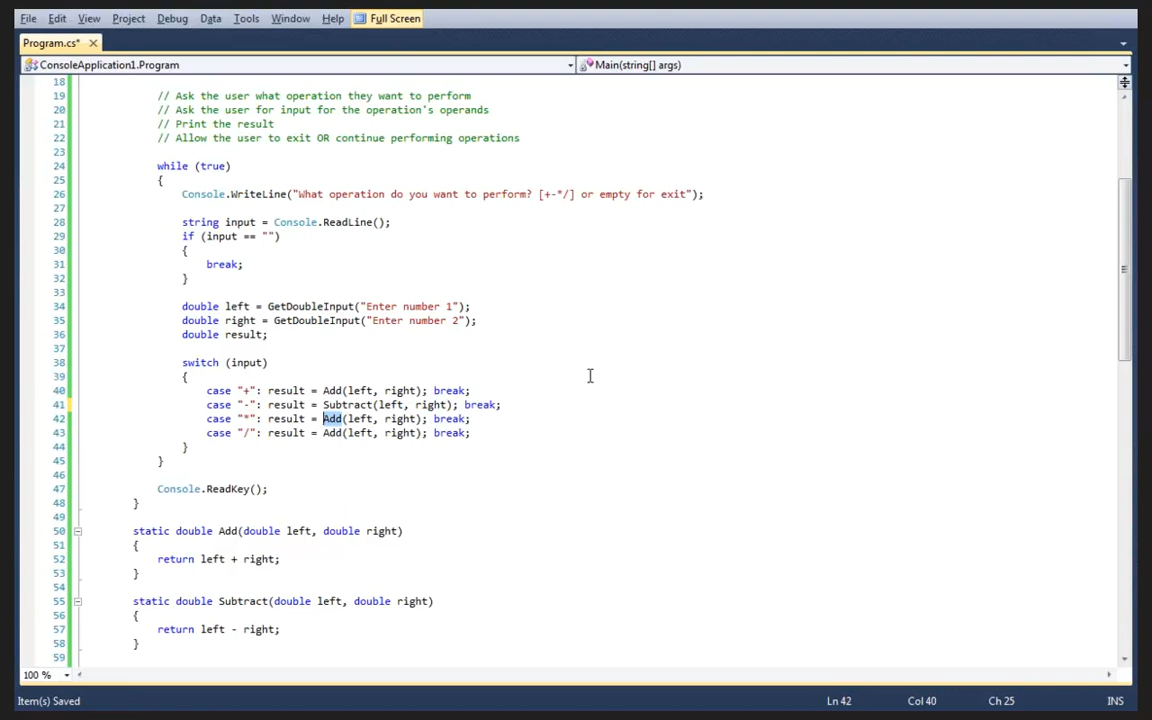 File Edit View Project Debug Data Tools Window Help Full Screen
Program.cs*
ConsoleApplication1.Program Main(string[] args)
18
19 // Ask the user what operation they want to perform
20 // Ask the user for input for the operation's operands
21 // Print the result
22 // Allow the user to exit OR continue performing operations
23
24 while (true)
25 {
26 Console.WriteLine("What operation do you want to perform? [+-*/] or empty for exit");
27
28 string input = Console.ReadLine();
29 if (input == "")
30 {
31 break;
32 }
33
34 double left = GetDoubleInput("Enter number 1");
35 double right = GetDoubleInput("Enter number 2");
36 double result;
37
38 switch (input)
39 {
40 case "+": result = Add(left, right); break;
41 case "-": result = Subtract(left, right); break;
42 case "*": result = Add(left, right); break;
43 case "/": result = Add(left, right); break;
44 }
45 }
46
47 Console.ReadKey();
48 }
49
50 static double Add(double left, double right)
51 {
52 return left + right;
53 }
54
55 static double Subtract(double left, double right)
56 {
57 return left - right;
58 }
59
100 %
Item(s) Saved Ln 42 Col 40 Ch 25 INS